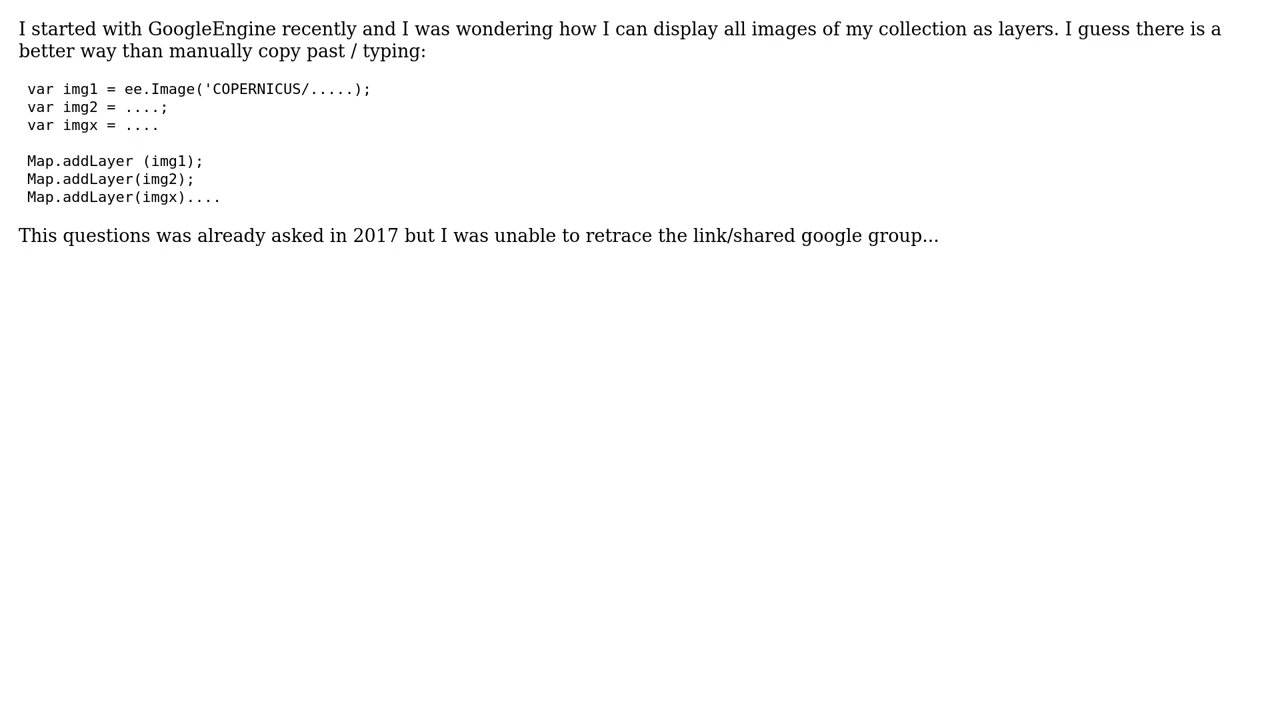 I started with GoogleEngine recently and I was wondering how I can display all images of my collection as layers. I guess there is a
better way than manually copy past / typing:
var img1 = ee.Image('COPERNICUS/.....);
var img2 = ....;
var imgx = ....
Map.addLayer (img1);
Map.addLayer(img2);
Map.addLayer(imgx)....
This questions was already asked in 2017 but I was unable to retrace the link/shared google group...